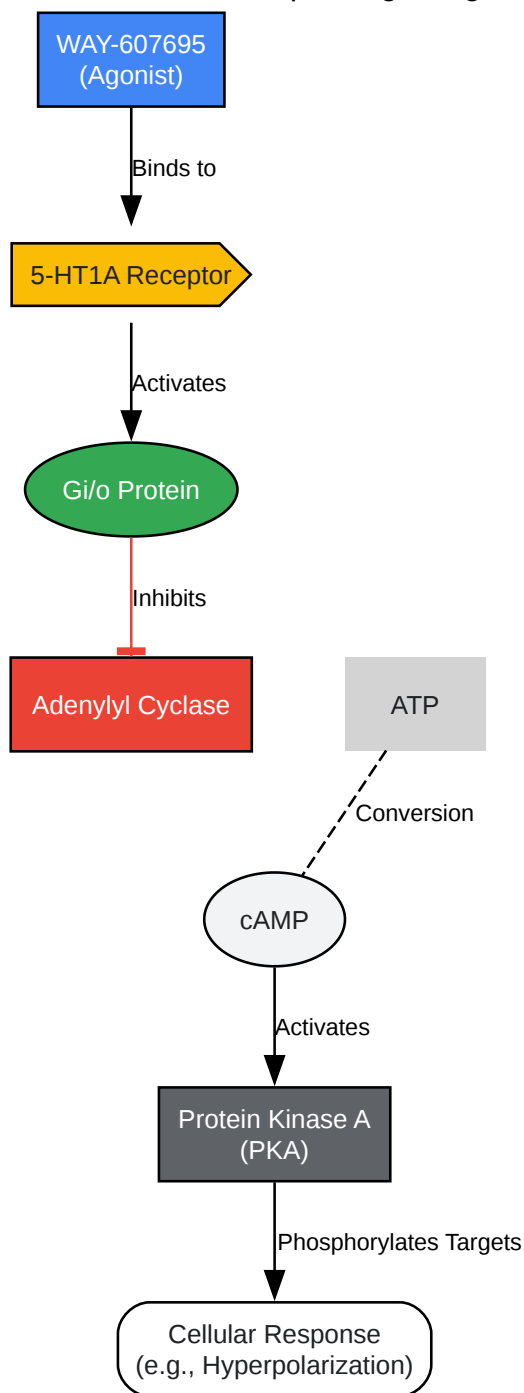 WAY-607695
(Agonist)
Binds to
5-HT1A Receptor
Activates
Gi/o Protein
Inhibits
Adenylyl Cyclase
ATP
Conversion
cAMP
Activates
Protein Kinase A
(PKA)
Phosphorylates Targets
Cellular Response
(e.g., Hyperpolarization)